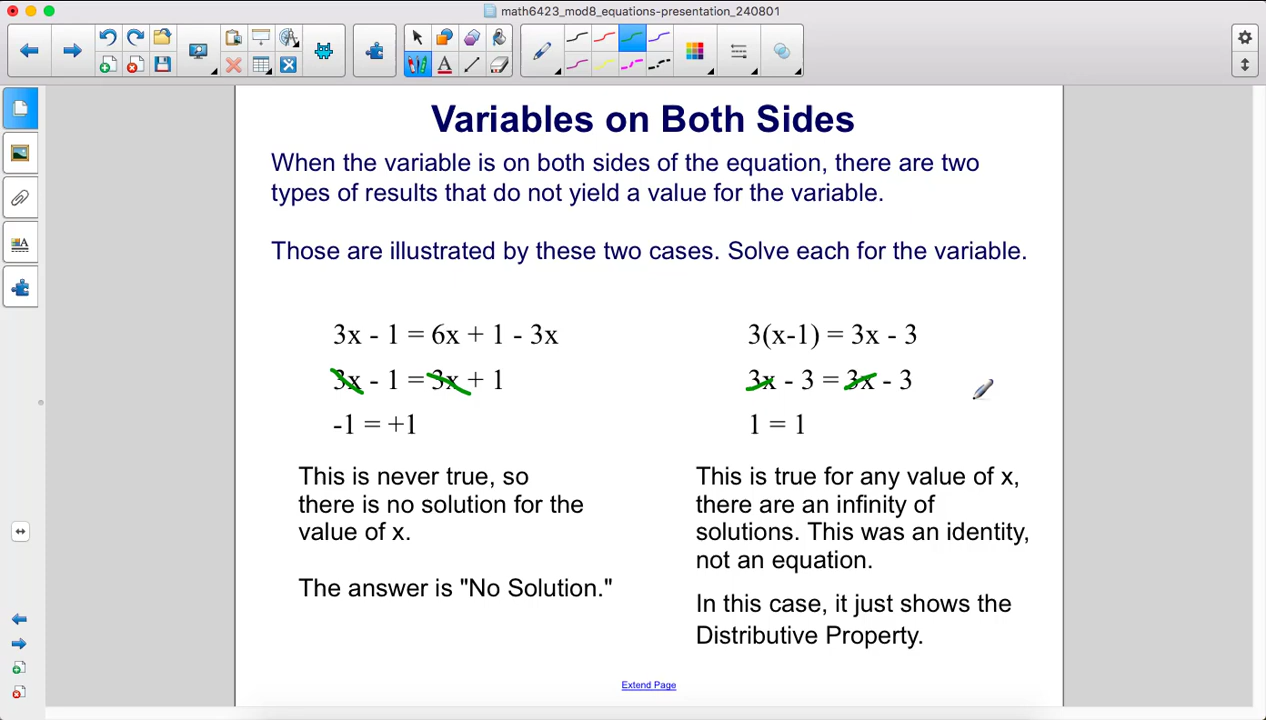 math6423_mod8_equations-presentation_240801
Variables on Both Sides
When the variable is on both sides of the equation, there are two
types of results that do not yield a value for the variable.
Those are illustrated by these two cases. Solve each for the variable.
3x - 1 = 6x + 1 - 3x
3x - 1 = 3x + 1
-1 = +1
This is never true, so
there is no solution for the
value of x.
The answer is "No Solution."
3(x-1) = 3x - 3
3x - 3 = 3x - 3
1 = 1
This is true for any value of x,
there are an infinity of
solutions. This was an identity,
not an equation.
In this case, it just shows the
Distributive Property.
Extend Page